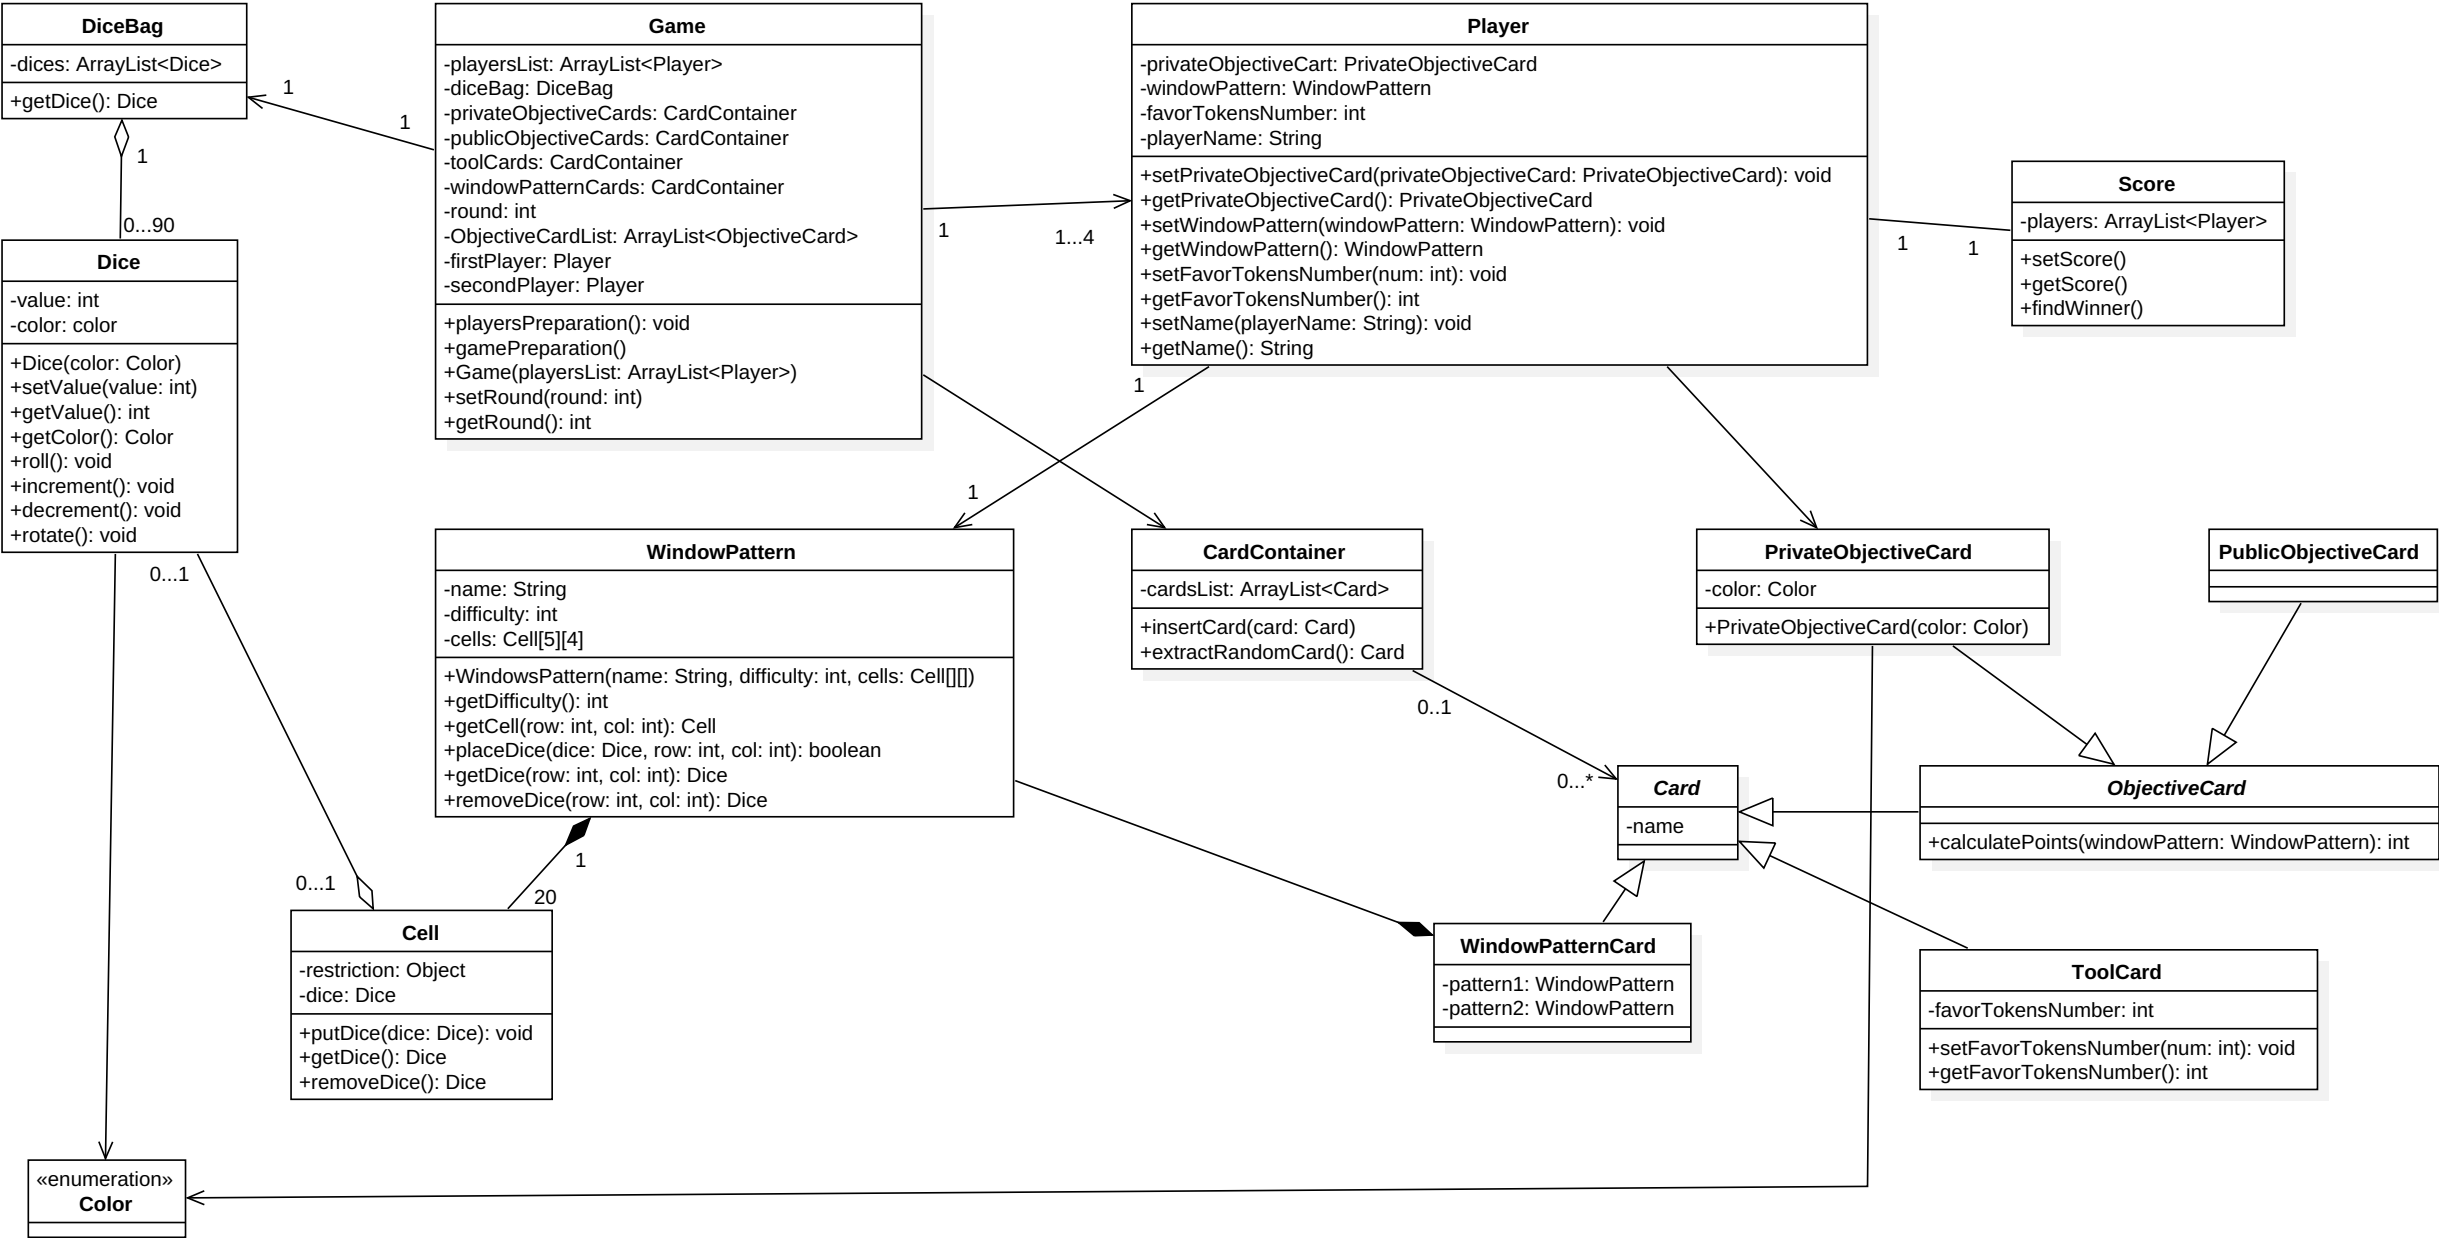 DiceBag
-dices: ArrayList<Dice>
+getDice(): Dice
1
1
1
0...90
Game
-playersList: ArrayList<Player>
-diceBag: DiceBag
-privateObjectiveCards: CardContainer
-publicObjectiveCards: CardContainer
-toolCards: CardContainer
-windowPatternCards: CardContainer
-round: int
-ObjectiveCardList: ArrayList<ObjectiveCard>
-firstPlayer: Player
-secondPlayer: Player
+playersPreparation(): void
+gamePreparation()
+Game(playersList: ArrayList<Player>)
+setRound(round: int)
+getRound(): int
1
1...4
Player
-privateObjectiveCart: PrivateObjectiveCard
-windowPattern: WindowPattern
-favorTokensNumber: int
-playerName: String
+setPrivateObjectiveCard(privateObjectiveCard: PrivateObjectiveCard): void
+getPrivateObjectiveCard(): PrivateObjectiveCard
+setWindowPattern(windowPattern: WindowPattern): void
+getWindowPattern(): WindowPattern
+setFavorTokensNumber(num: int): void
+getFavorTokensNumber(): int
+setName(playerName: String): void
+getName(): String
1
1
Score
-players: ArrayList<Player>
+setScore()
+getScore()
+findWinner()
Dice
-value: int
-color: color
+Dice(color: Color)
+setValue(value: int)
+getValue(): int
+getColor(): Color
+roll(): void
+increment(): void
+decrement(): void
+rotate(): void
0...1
0...1
1
1
WindowPattern
-name: String
-difficulty: int
-cells: Cell[5][4]
+WindowsPattern(name: String, difficulty: int, cells: Cell[][])
+getDifficulty(): int
+getCell(row: int, col: int): Cell
+placeDice(dice: Dice, row: int, col: int): boolean
+getDice(row: int, col: int): Dice
+removeDice(row: int, col: int): Dice
1
20
CardContainer
-cardsList: ArrayList<Card>
+insertCard(card: Card)
+extractRandomCard(): Card
0..1
0...*
PrivateObjectiveCard
-color: Color
+PrivateObjectiveCard(color: Color)
PublicObjectiveCard
Card
-name
ObjectiveCard
+calculatePoints(windowPattern: WindowPattern): int
Cell
-restriction: Object
-dice: Dice
+putDice(dice: Dice): void
+getDice(): Dice
+removeDice(): Dice
WindowPatternCard
-pattern1: WindowPattern
-pattern2: WindowPattern
ToolCard
-favorTokensNumber: int
+setFavorTokensNumber(num: int): void
+getFavorTokensNumber(): int
«enumeration»
Color